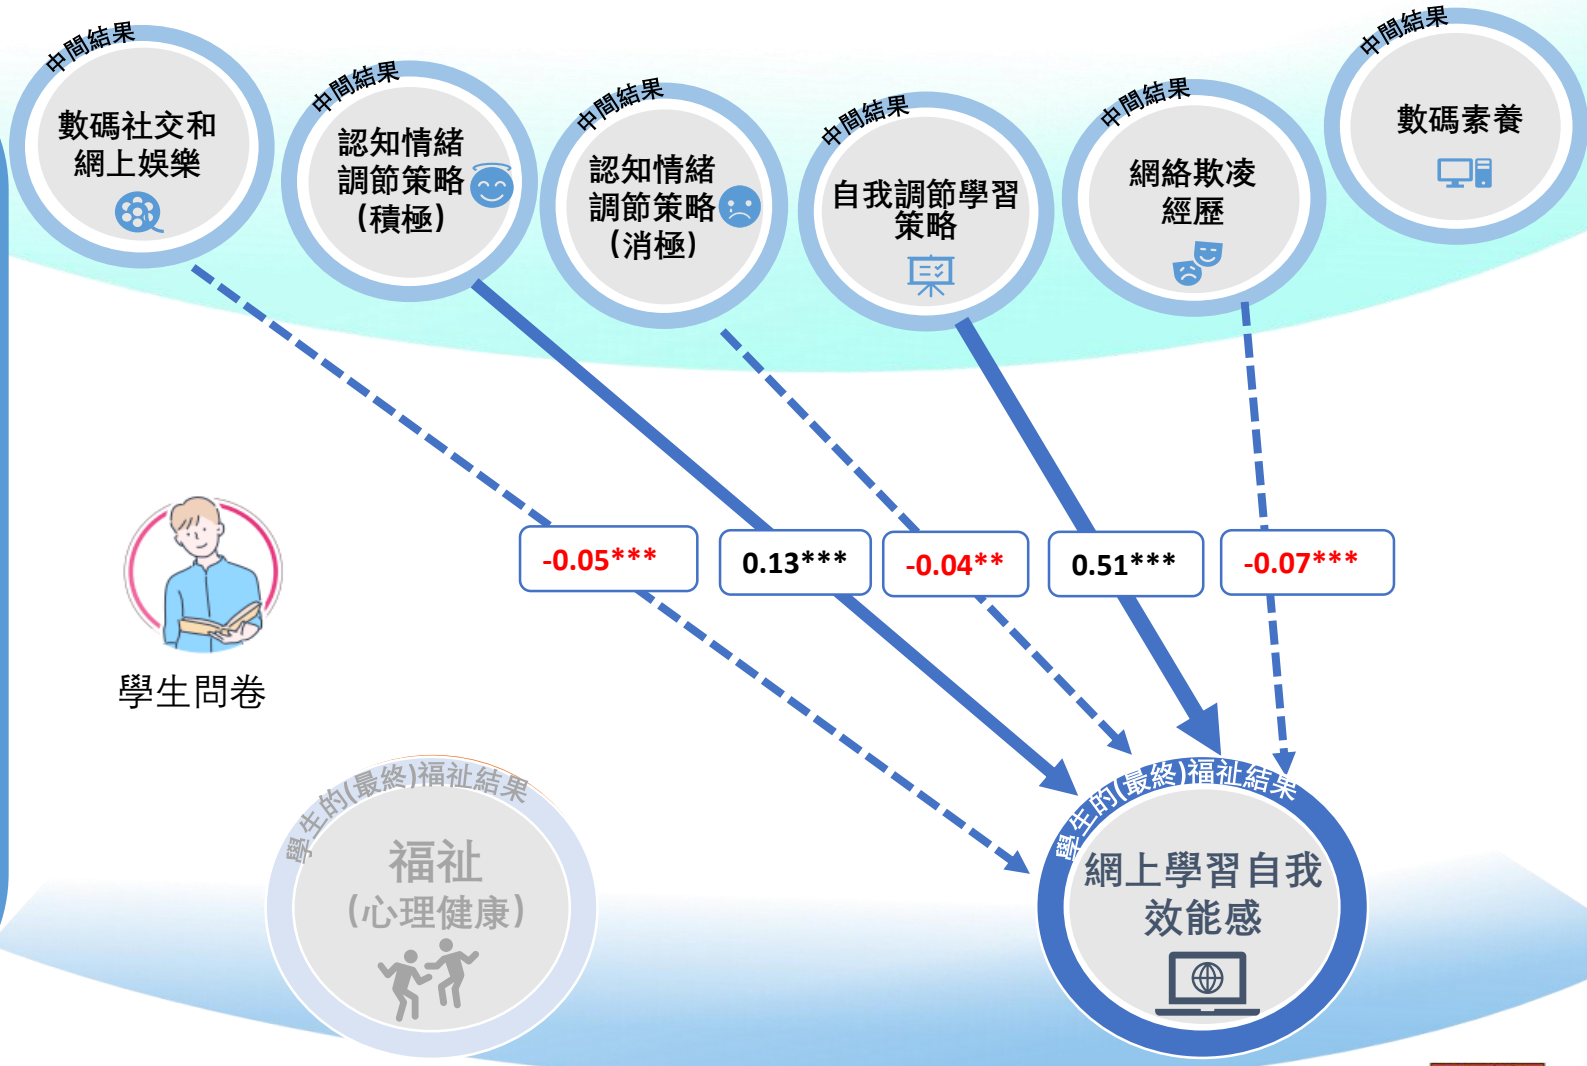 中間結果
數碼社交和
網上娛樂
中間結果
認知情緒
調節策略
(積極)
中間結果
認知情緒
調節策略
(消極)
中間結果
自我調節學習
策略
中間結果
網絡欺凌
經歷
中間結果
數碼素養
-0.05***
0.13***
-0.04**
0.51***
-0.07***
學生問卷
學生的(最終)福祉結果
福祉
(心理健康)
學生的(最終)福祉結果
網上學習自我
效能感